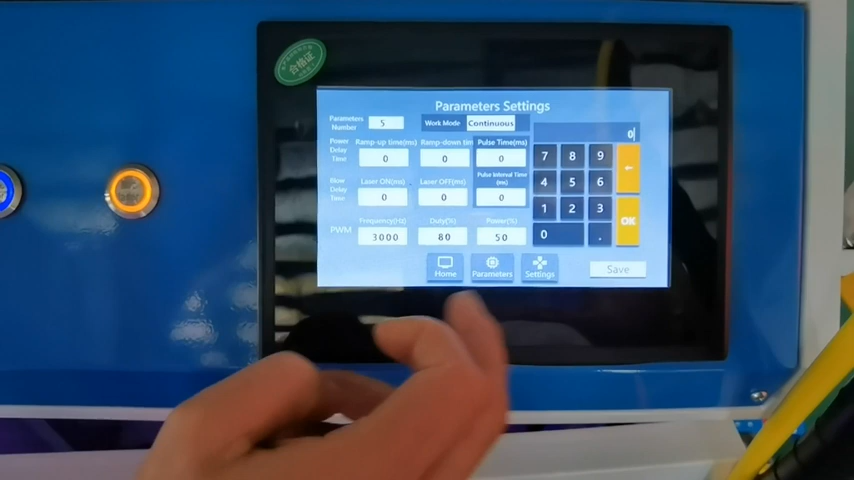 合格证
Parameters Settings
Parameters Number 5 Work Mode Continuous
0
Power Delay Time
Ramp-up time(ms) Ramp-down tim Pulse Time(ms)
0 0 0
Blow Delay Time
Laser ON(ms) Laser OFF(ms) Pulse Interval Time (ms)
0 0 0
PWM
Frequency(Hz) Duty(%) Power(%)
3000 80 50
7 8 9 ←
4 5 6
1 2 3 OK
0 .
Home Parameters Settings Save